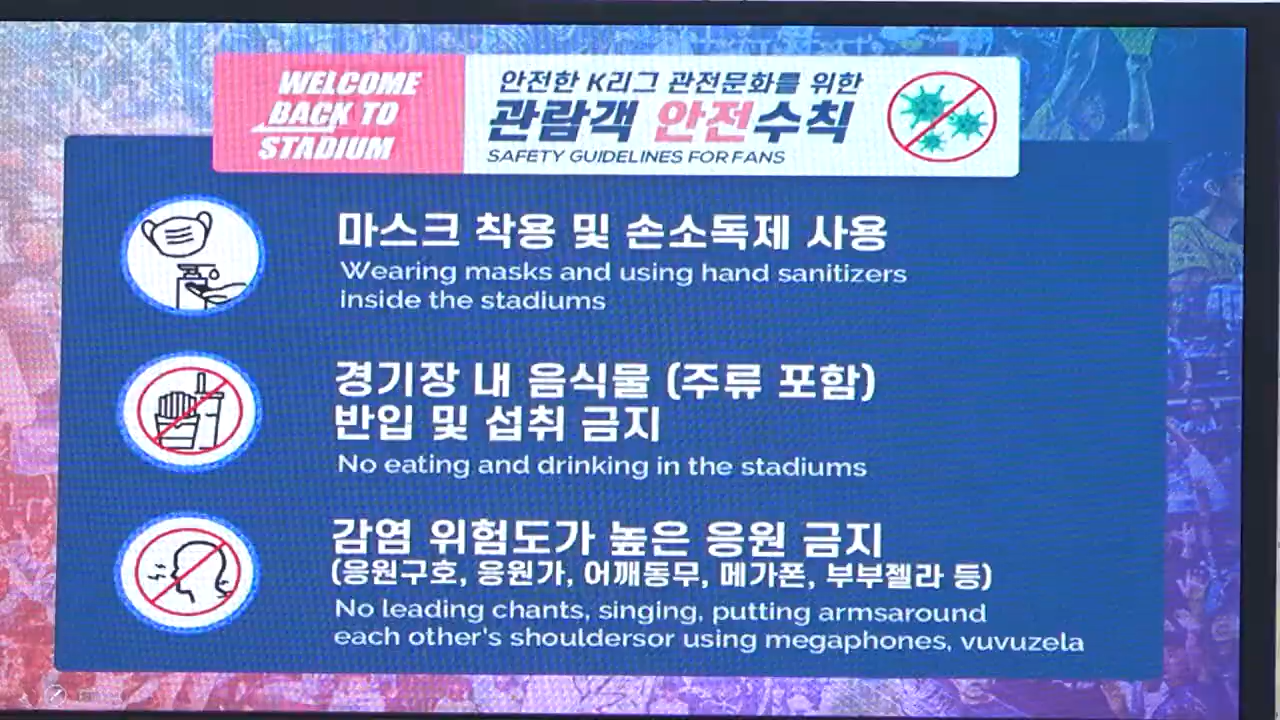 WELCOME
BACK TO
STADIUM
안전한 K리그 관전문화를 위한
관람객 안전수칙
SAFETY GUIDELINES FOR FANS
마스크 착용 및 손소독제 사용
Wearing masks and using hand sanitizers
inside the stadiums
경기장 내 음식물 (주류 포함)
반입 및 섭취 금지
No eating and drinking in the stadiums
감염 위험도가 높은 응원 금지
(응원구호, 응원가, 어깨동무, 메가폰, 부부젤라 등)
No leading chants, singing, putting armsaround
each other's shouldersor using megaphones, vuvuzela